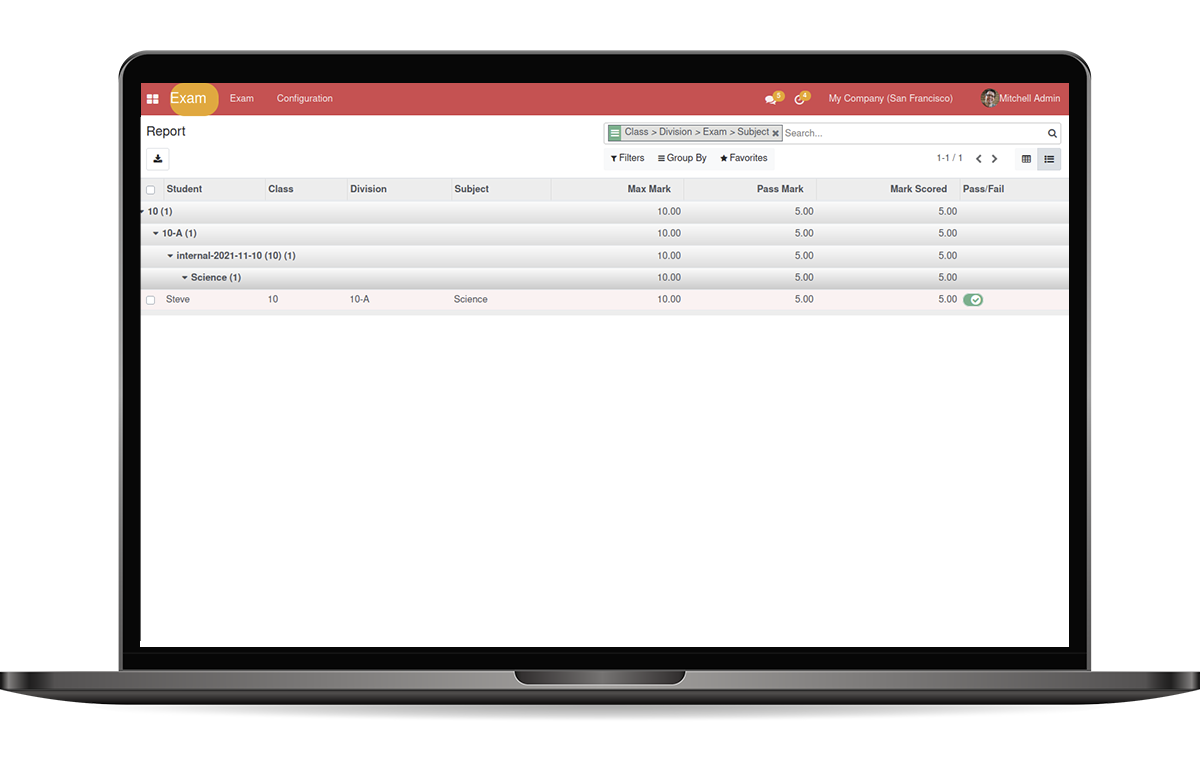 Exam Exam Configuration 5 4 My Company (San Francisco) Mitchell Admin
Report Class > Division > Exam > Subject Search...
Filters Group By Favorites 1-1 / 1
Student Class Division Subject Max Mark Pass Mark Mark Scored Pass/Fail
10 (1) 10.00 5.00 5.00
10-A (1) 10.00 5.00 5.00
internal-2021-11-10 (10) (1) 10.00 5.00 5.00
Science (1) 10.00 5.00 5.00
Steve 10 10-A Science 10.00 5.00 5.00